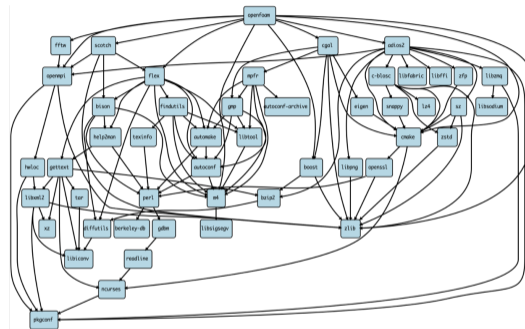 openfoam
fftw
scotch
cgal
adios2
openmpi
flex
mpfr
c-blosc
libfabric
libffi
zfp
libzmq
bison
findutils
gmp
autoconf-archive
eigen
snappy
lz4
sz
libsodium
help2man
texinfo
automake
libtool
cmake
zstd
hwloc
gettext
autoconf
boost
libpng
openssl
libxml2
tar
perl
m4
bzip2
xz
diffutils
berkeley-db
gdbm
libsigsegv
zlib
libiconv
readline
ncurses
pkgconf